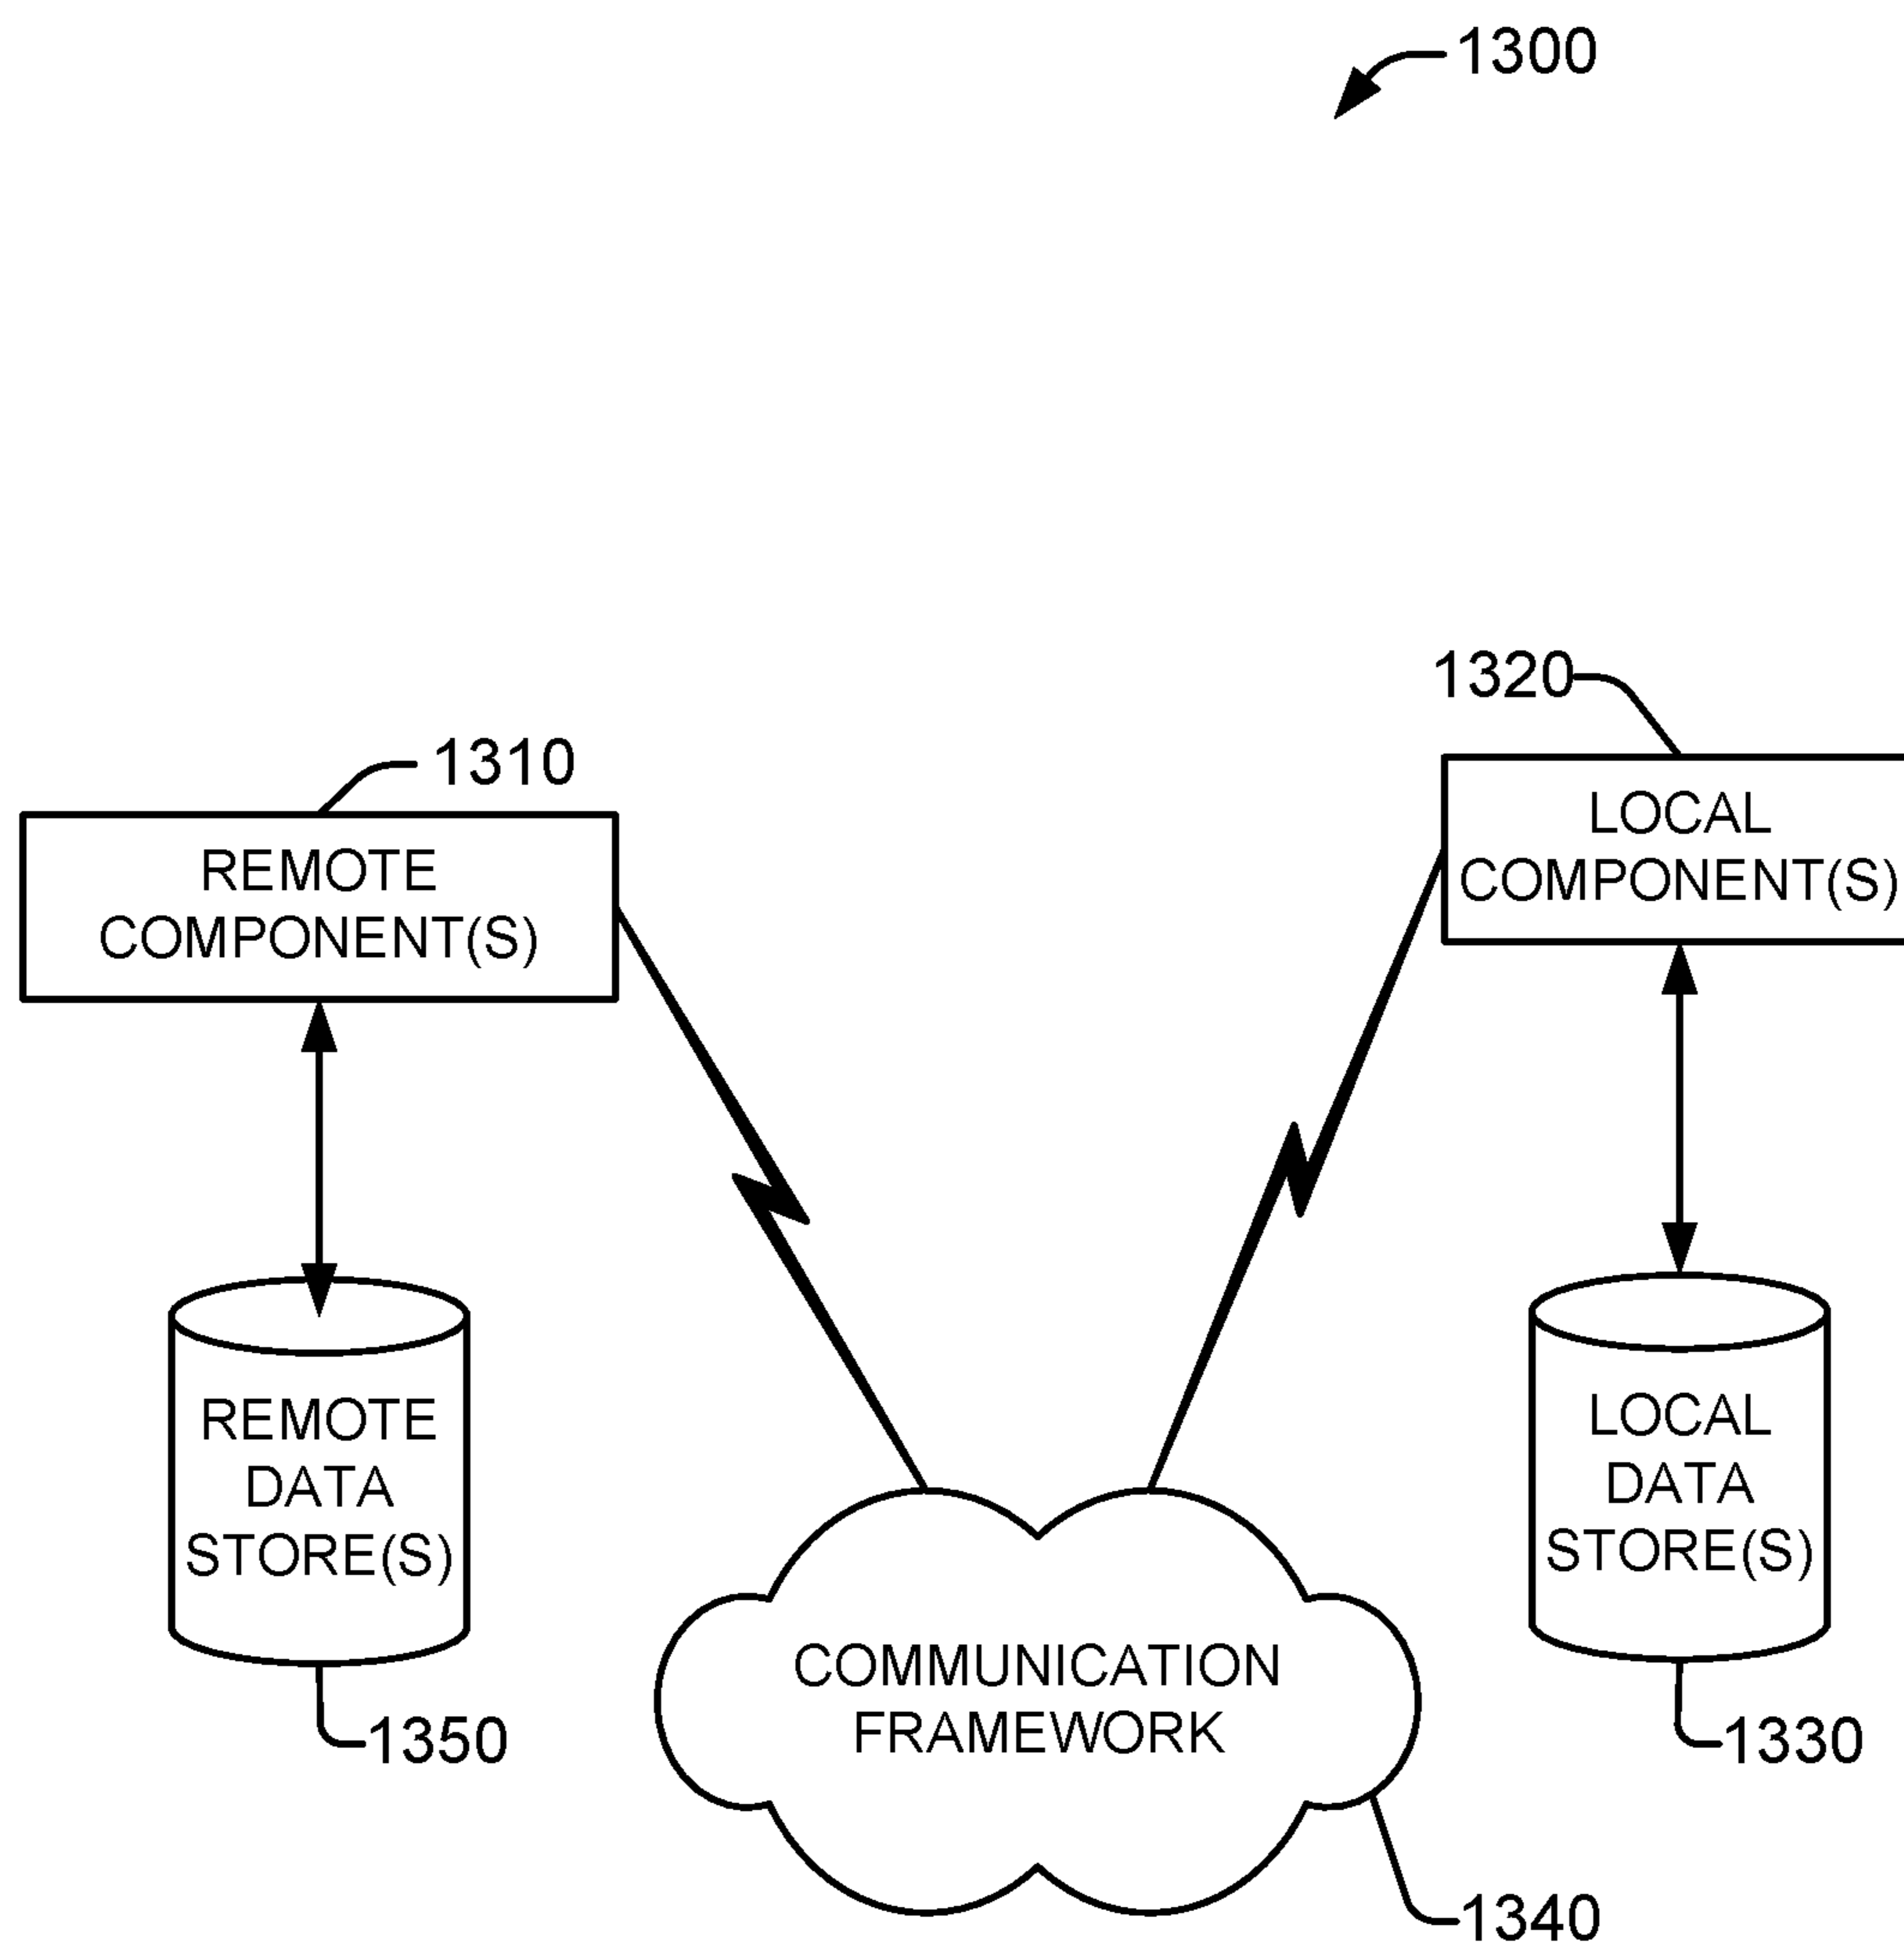 1300
1320
1310
LOCAL
COMPONENT(S)
REMOTE
COMPONENT(S)
REMOTE
DATA
STORE(S)
LOCAL
DATA
STORE(S)
COMMUNICATION
FRAMEWORK
1350
1330
1340